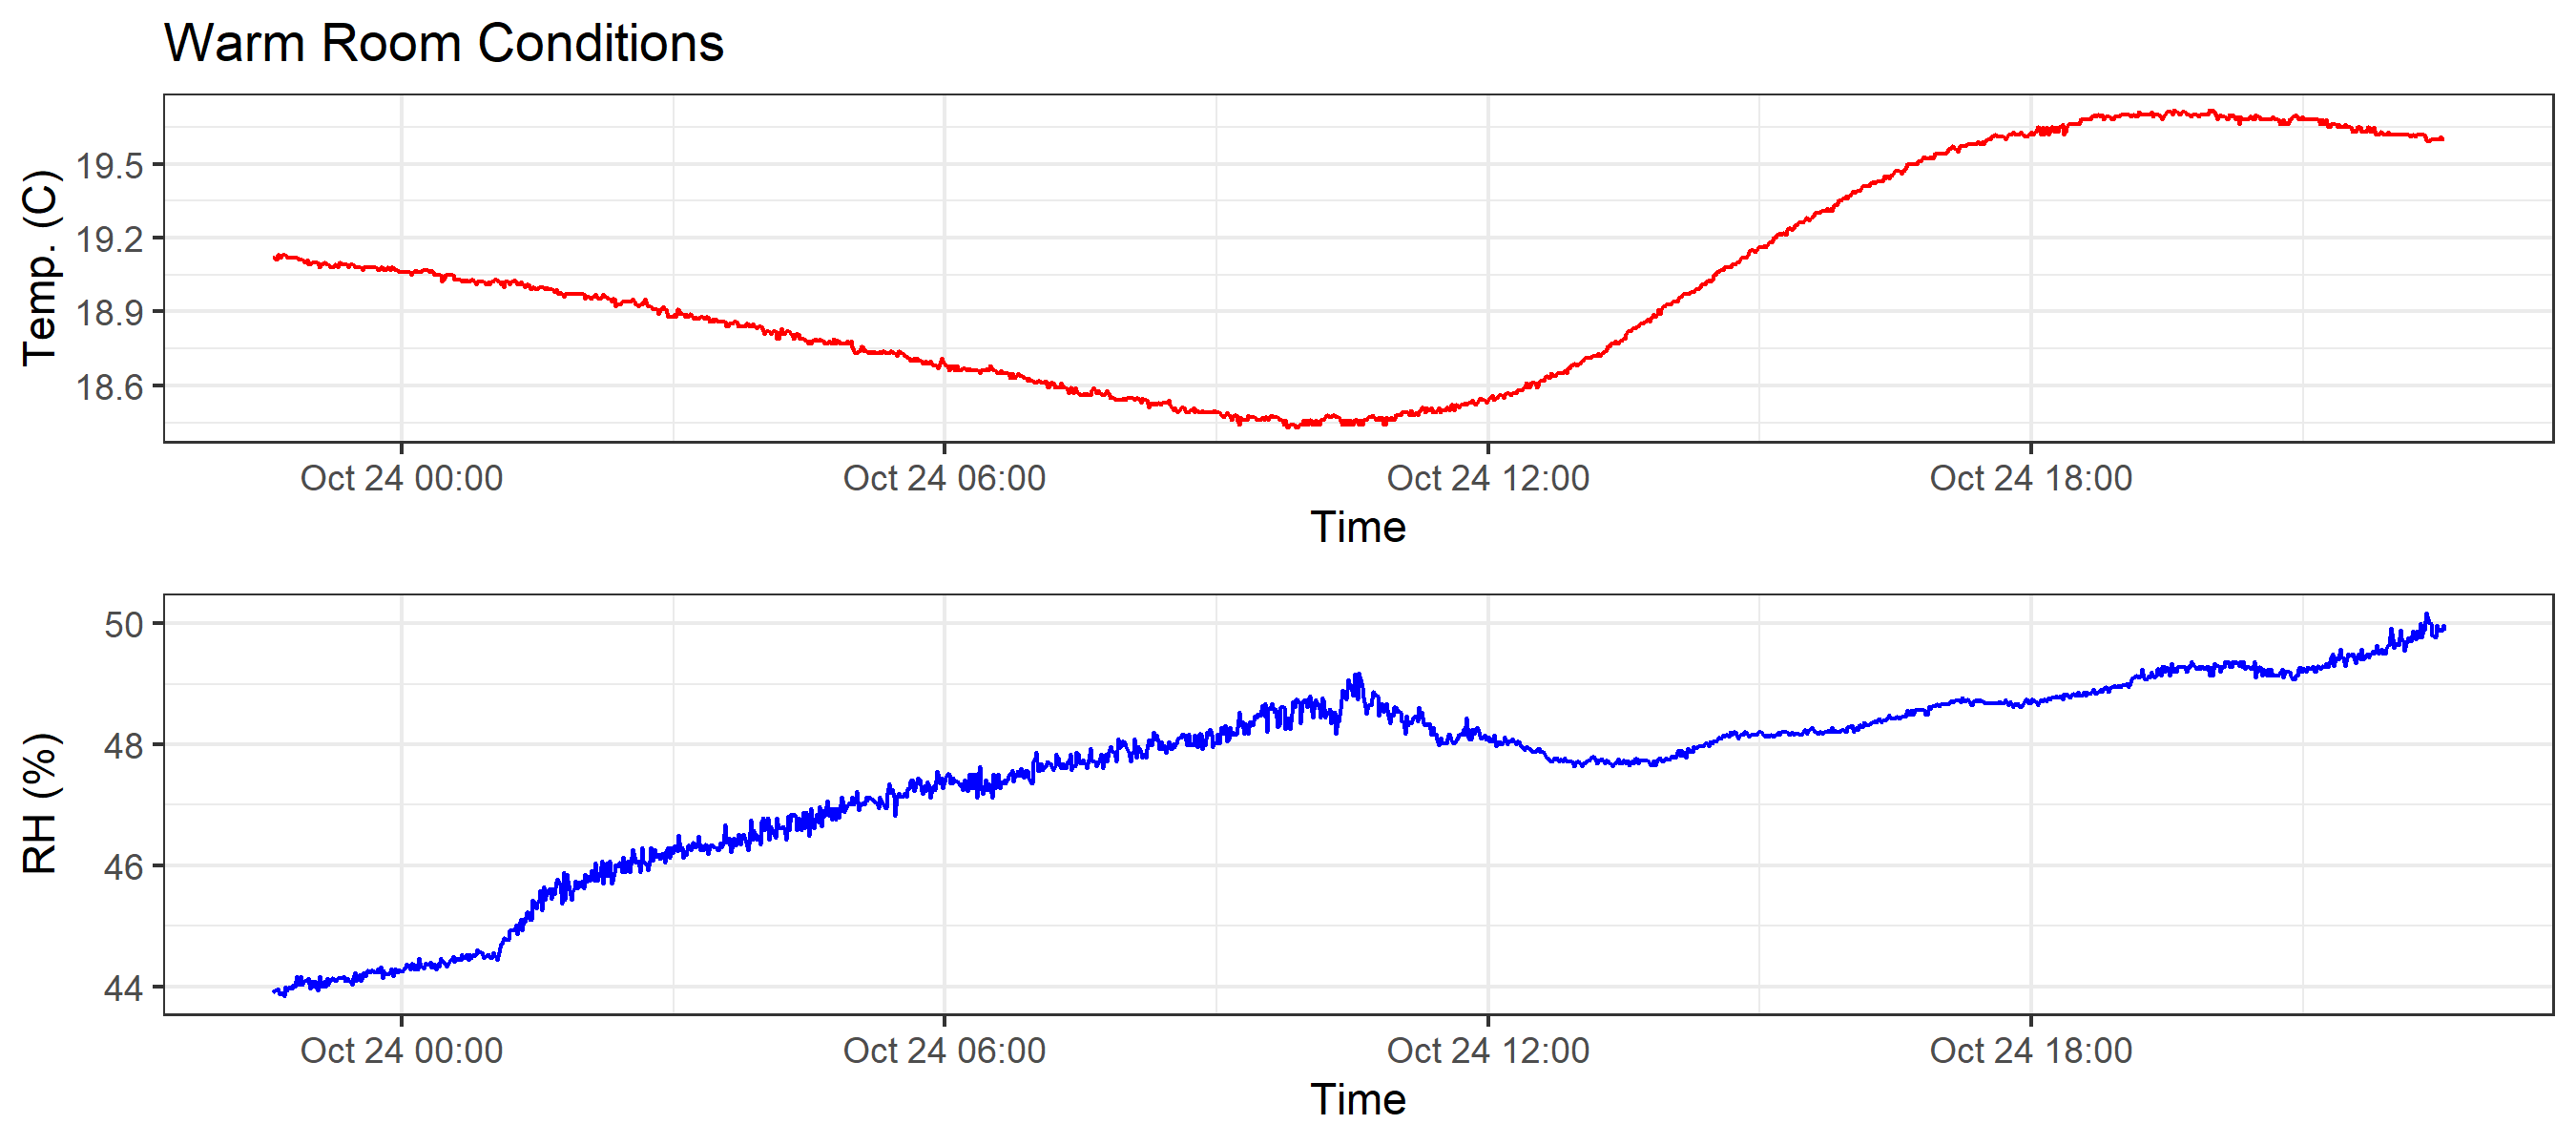 Warm Room Conditions
Temp. (C)
19.5
19.2
18.9
18.6
Oct 24 00:00 Oct 24 06:00 Oct 24 12:00 Oct 24 18:00
Time
RH (%)
50
48
46
44
Oct 24 00:00 Oct 24 06:00 Oct 24 12:00 Oct 24 18:00
Time